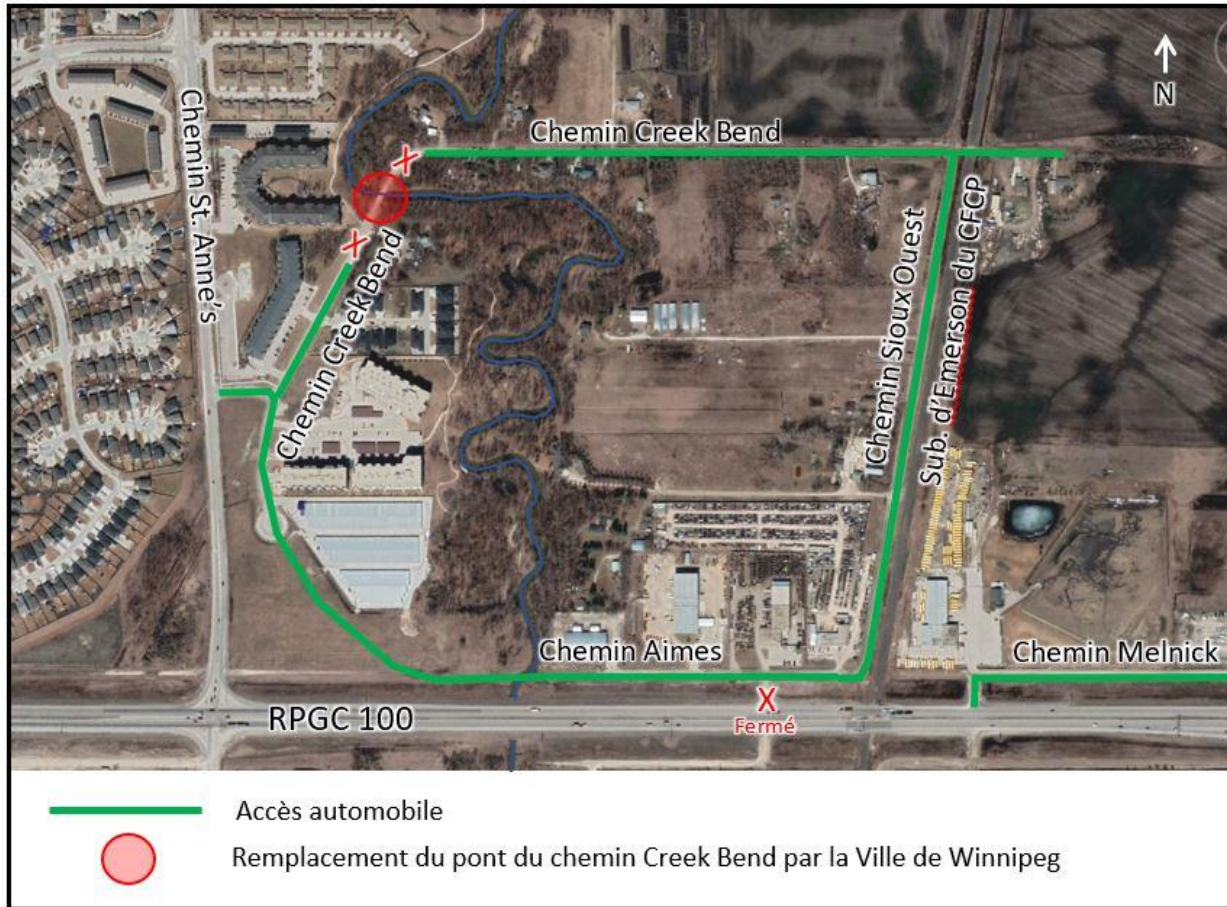 N
Chemin Creek Bend
X
X
Chemin St. Anne's
Chemin Creek Bend
Chemin Sioux Ouest
Sub. d'Emerson du CFCP
Chemin Aimes
Chemin Melnick
X
Fermé
RPGC 100
Accès automobile
Remplacement du pont du chemin Creek Bend par la Ville de Winnipeg